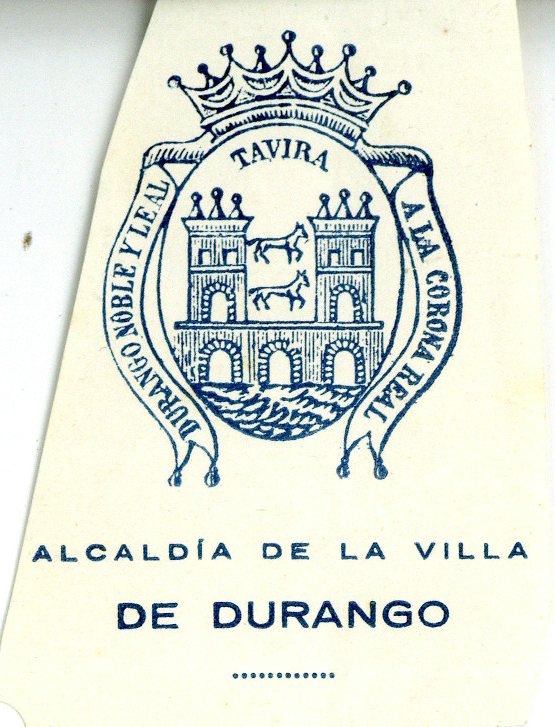 TAVIRA
DURANGO NOBLE Y LEAL
A LA CORONA REAL
ALCALDÍA DE LA VILLA
DE DURANGO